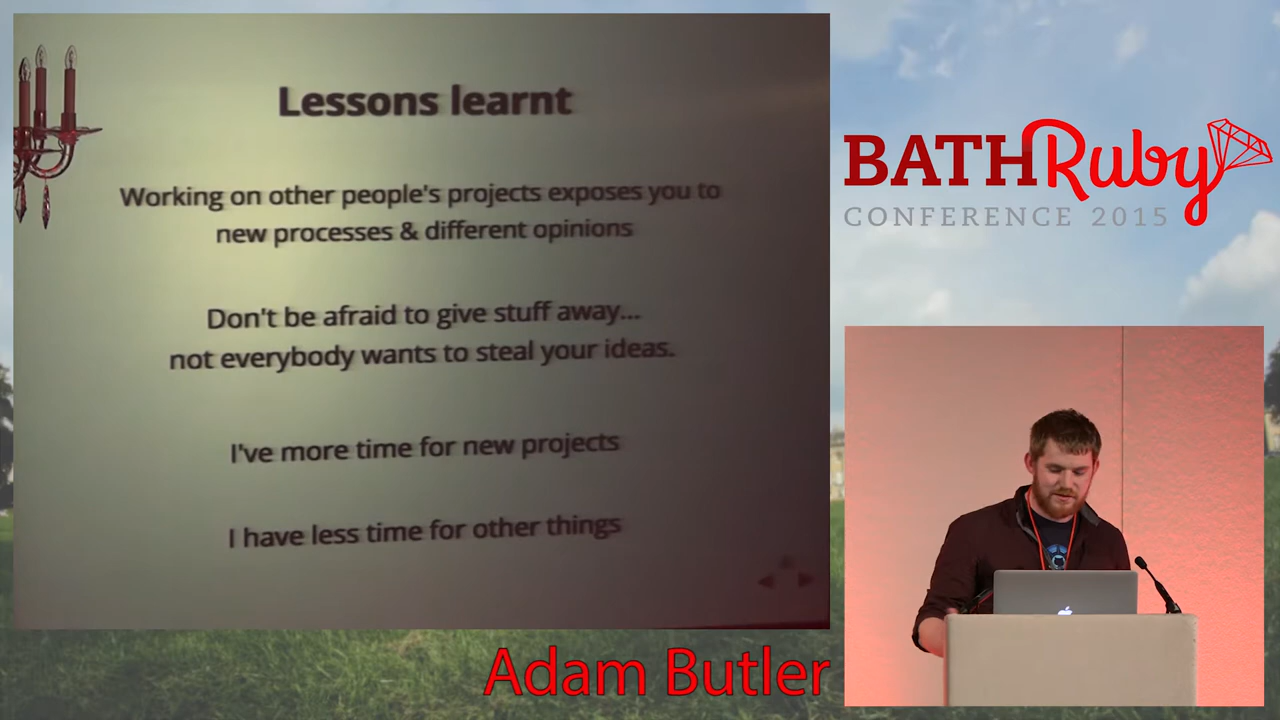 Lessons learnt
Working on other people's projects exposes you to
new processes & different opinions
Don't be afraid to give stuff away...
not everybody wants to steal your ideas.
I've more time for new projects
I have less time for other things
BATHRuby
CONFERENCE 2015
Adam Butler